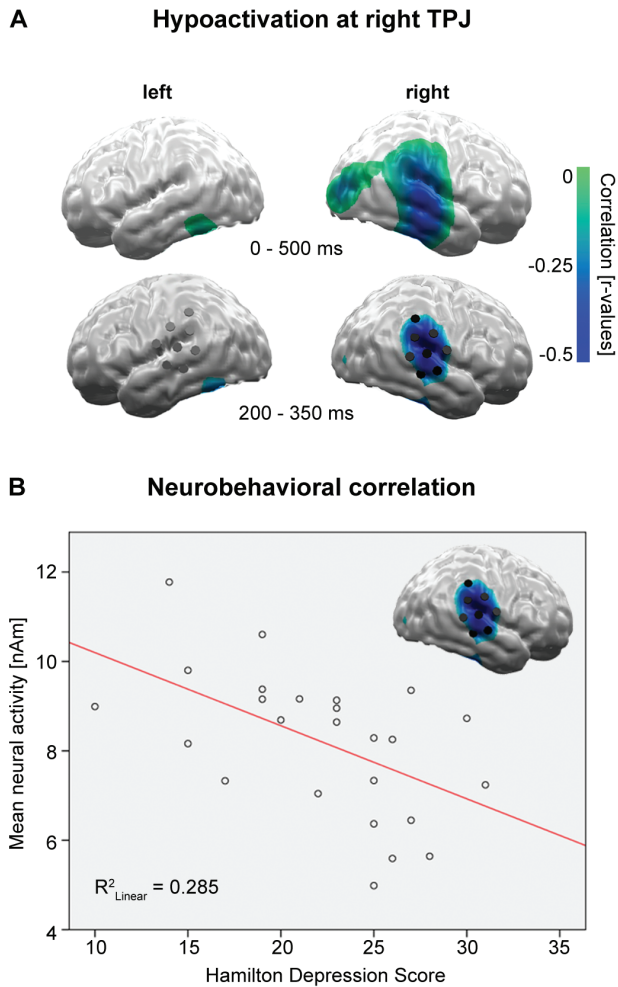 A
Hypoactivation at right TPJ
left
right
0 - 500 ms
200 - 350 ms
0
-0.25
-0.5
Correlation [r-values]
B
Neurobehavioral correlation
Mean neural activity [nAm]
12
10
8
6
4
R²Linear = 0.285
10 15 20 25 30 35
Hamilton Depression Score